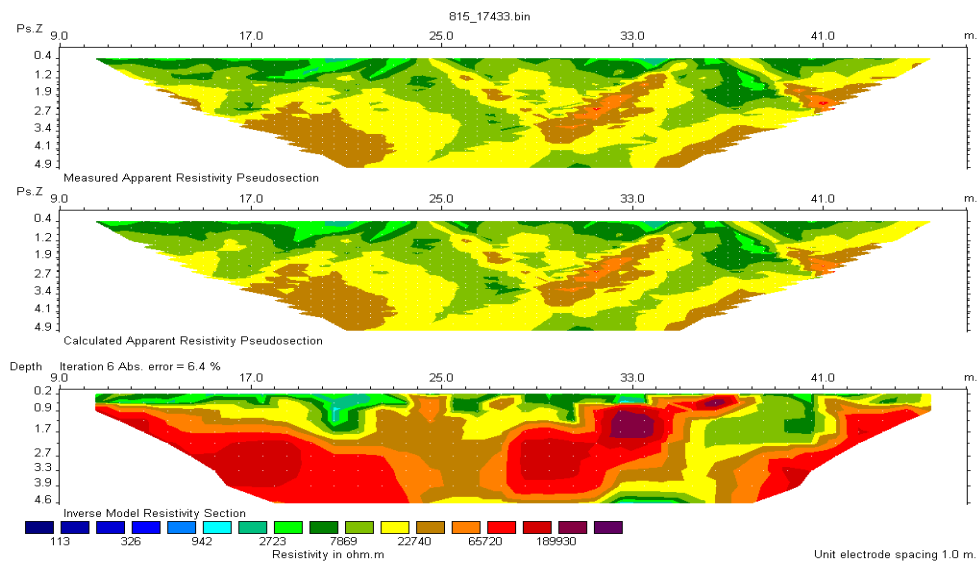 815_17433.bin
Ps.Z
9.0 17.0 25.0 33.0 41.0 m.
0.4
1.2
1.9
2.7
3.4
4.1
4.9
Measured Apparent Resistivity Pseudosection
Ps.Z
9.0 17.0 25.0 33.0 41.0 m.
0.4
1.2
1.9
2.7
3.4
4.1
4.9
Calculated Apparent Resistivity Pseudosection
Depth Iteration 6 Abs. error = 6.4 %
9.0 17.0 25.0 33.0 41.0 m.
0.2
0.9
1.7
2.7
3.3
3.9
4.6
Inverse Model Resistivity Section
113 326 942 2723 7869 22740 65720 189930
Resistivity in ohm.m Unit electrode spacing 1.0 m.